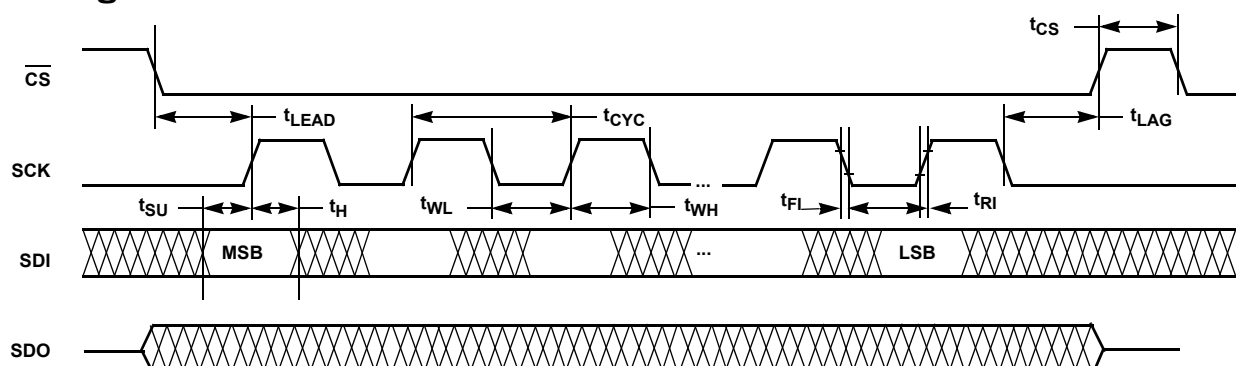 tCS
CS
tLEAD
tCYC
tLAG
SCK
...
tSU
tH
tWL
tWH
tFI
tRI
SDI
MSB
...
LSB
SDO